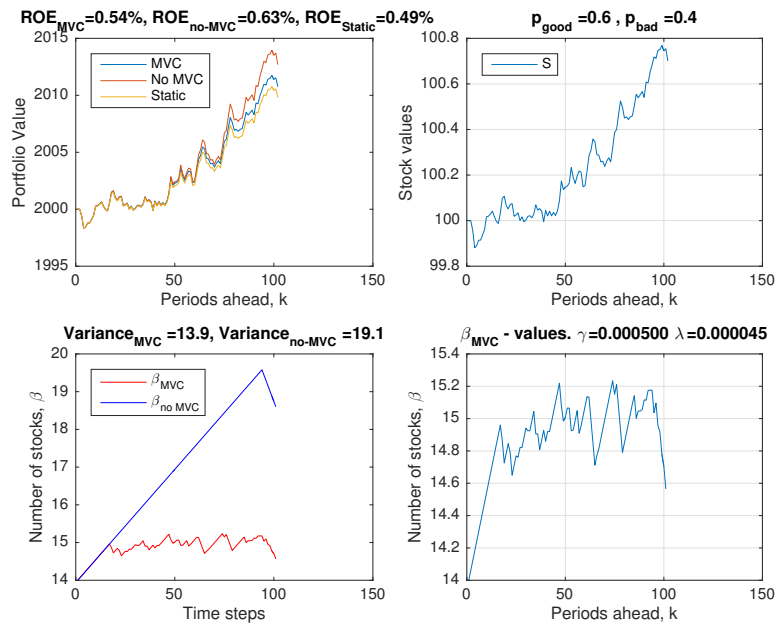 ROE_MVC=0.54%, ROE_no-MVC=0.63%, ROE_Static=0.49%
2015
2010
2005
2000
1995
Portfolio Value
MVC
No MVC
Static
0 50 100 150
Periods ahead, k
p_good =0.6 , p_bad =0.4
100.8
100.6
100.4
100.2
100
99.8
Stock values
S
0 50 100 150
Periods ahead, k
Variance_MVC =13.9, Variance_no-MVC =19.1
20
19
18
17
16
15
14
Number of stocks, β
β_MVC
β_no MVC
0 50 100 150
Time steps
β_MVC - values. γ=0.000500 λ=0.000045
15.4
15.2
15
14.8
14.6
14.4
14.2
14
Number of stocks, β
0 50 100 150
Periods ahead, k